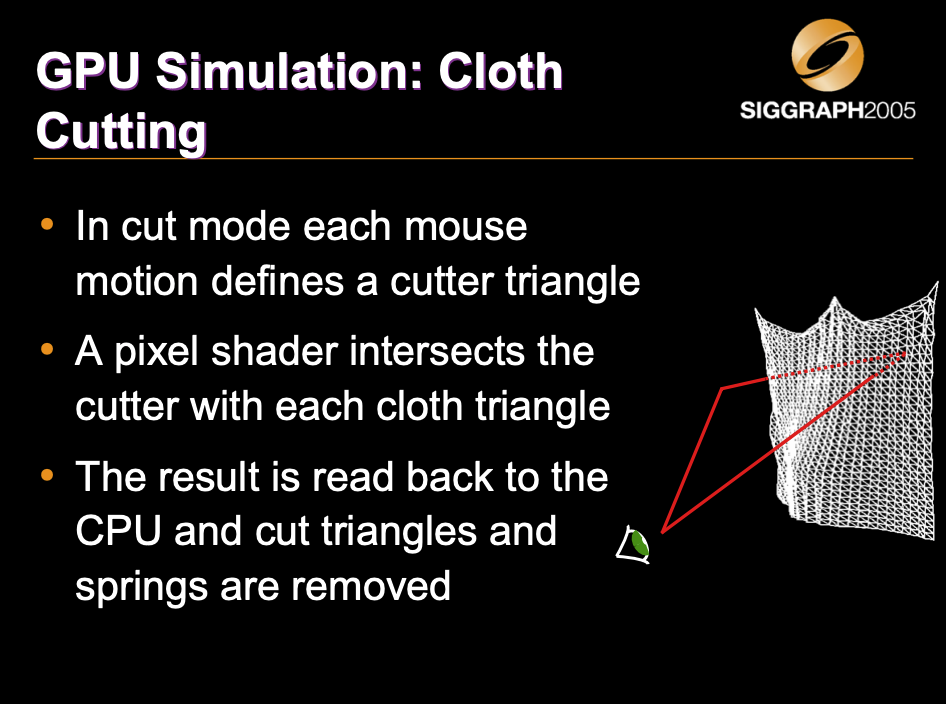 GPU Simulation: Cloth
Cutting
SIGGRAPH2005
• In cut mode each mouse
motion defines a cutter triangle
• A pixel shader intersects the
cutter with each cloth triangle
• The result is read back to the
CPU and cut triangles and
springs are removed